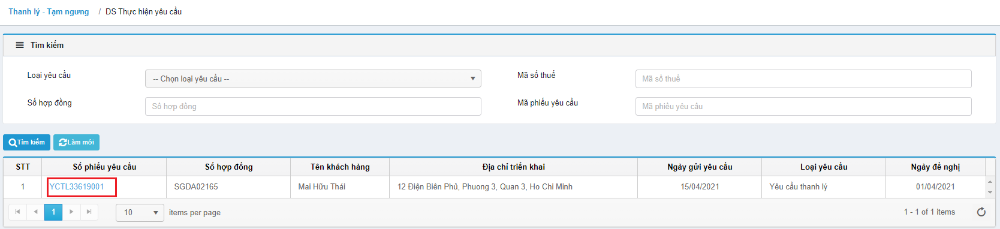 Thanh lý - Tạm ngưng / DS Thực hiện yêu cầu
Tìm kiếm
Loại yêu cầu -- Chọn loại yêu cầu -- Mã số thuế Mã số thuế
Số hợp đồng Số hợp đồng Mã phiếu yêu cầu Mã phiếu yêu cầu
Tìm kiếm Làm mới
STT Số phiếu yêu cầu Số hợp đồng Tên khách hàng Địa chỉ triển khai Ngày gửi yêu cầu Loại yêu cầu Ngày đề nghị
1 YCTL33619001 SGDA02165 Mai Hữu Thái 12 Điện Biên Phủ, Phuong 3, Quan 3, Ho Chi Minh 15/04/2021 Yêu cầu thanh lý 01/04/2021
1 10 items per page 1 - 1 of 1 items